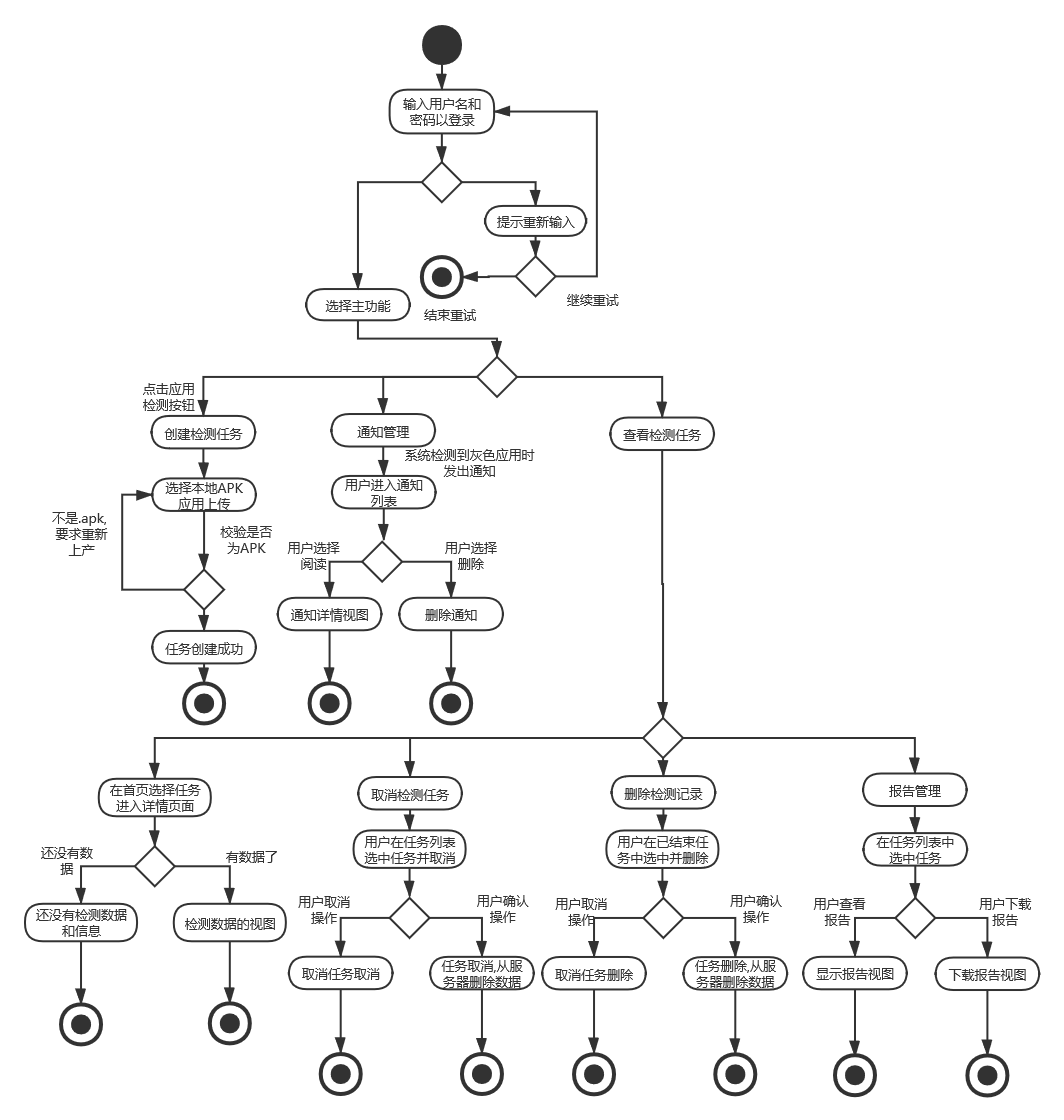 输入用户名和
密码以登录
提示重新输入
继续重试
结束重试
选择主功能
点击应用
检测按钮
创建检测任务
通知管理
查看检测任务
系统检测到灰色应用时
发出通知
选择本地APK
应用上传
用户进入通知
列表
不是.apk,
要求重新
上产
校验是否
为APK
用户选择
阅读
用户选择
删除
通知详情视图
删除通知
任务创建成功
在首页选择任务
进入详情页面
取消检测任务
删除检测记录
报告管理
用户在任务列表
选中任务并取消
用户在已结束任
务中选中并删除
在任务列表中
选中任务
还没有数
据
有数据了
还没有检测数据
和信息
检测数据的视图
用户取消
操作
用户确认
操作
用户取消
操作
用户确认
操作
用户查看
报告
用户下载
报告
取消任务取消
任务取消,从服
务器删除数据
取消任务删除
任务删除,从服
务器删除数据
显示报告视图
下载报告视图